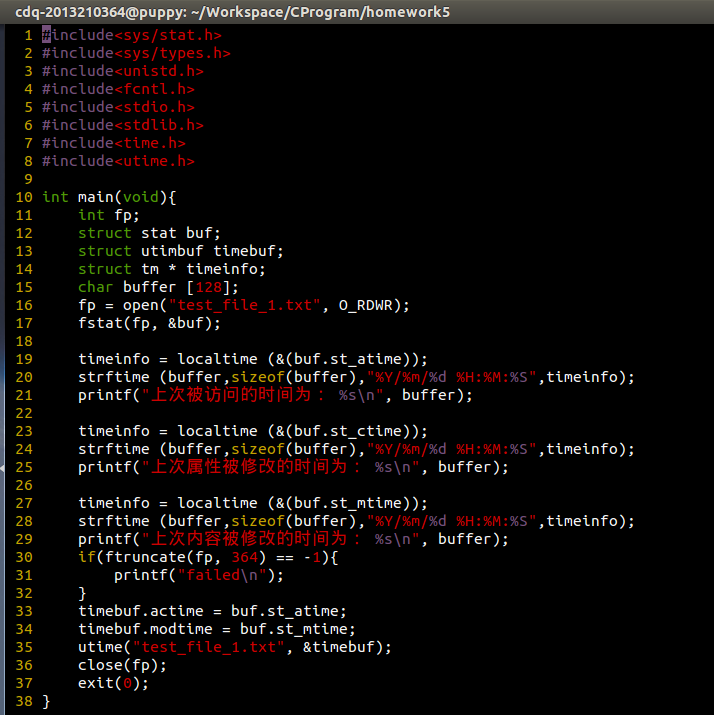 cdq-2013210364@puppy: ~/Workspace/CProgram/homework5
1 #include<sys/stat.h>
2 #include<sys/types.h>
3 #include<unistd.h>
4 #include<fcntl.h>
5 #include<stdio.h>
6 #include<stdlib.h>
7 #include<time.h>
8 #include<utime.h>
9
10 int main(void){
11     int fp;
12     struct stat buf;
13     struct utimbuf timebuf;
14     struct tm * timeinfo;
15     char buffer [128];
16     fp = open("test_file_1.txt", O_RDWR);
17     fstat(fp, &buf);
18
19     timeinfo = localtime (&(buf.st_atime));
20     strftime (buffer,sizeof(buffer),"%Y/%m/%d %H:%M:%S",timeinfo);
21     printf("上次被访问的时间为： %s\n", buffer);
22
23     timeinfo = localtime (&(buf.st_ctime));
24     strftime (buffer,sizeof(buffer),"%Y/%m/%d %H:%M:%S",timeinfo);
25     printf("上次属性被修改的时间为： %s\n", buffer);
26
27     timeinfo = localtime (&(buf.st_mtime));
28     strftime (buffer,sizeof(buffer),"%Y/%m/%d %H:%M:%S",timeinfo);
29     printf("上次内容被修改的时间为： %s\n", buffer);
30     if(ftruncate(fp, 364) == -1){
31         printf("failed\n");
32     }
33     timebuf.actime = buf.st_atime;
34     timebuf.modtime = buf.st_mtime;
35     utime("test_file_1.txt", &timebuf);
36     close(fp);
37     exit(0);
38 }